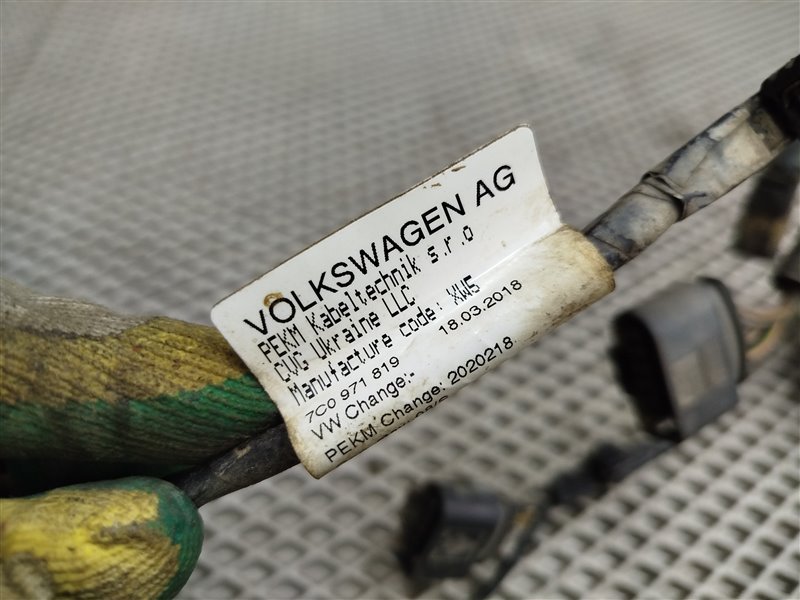 VOLKSWAGEN AG
PEKM Kabeltechnik s.r.o
CVG Ukraine LLC
Manufacture code: XW5
7C0 971 819 18.03.2018
VW Change:-
PEKM Change: 2020218